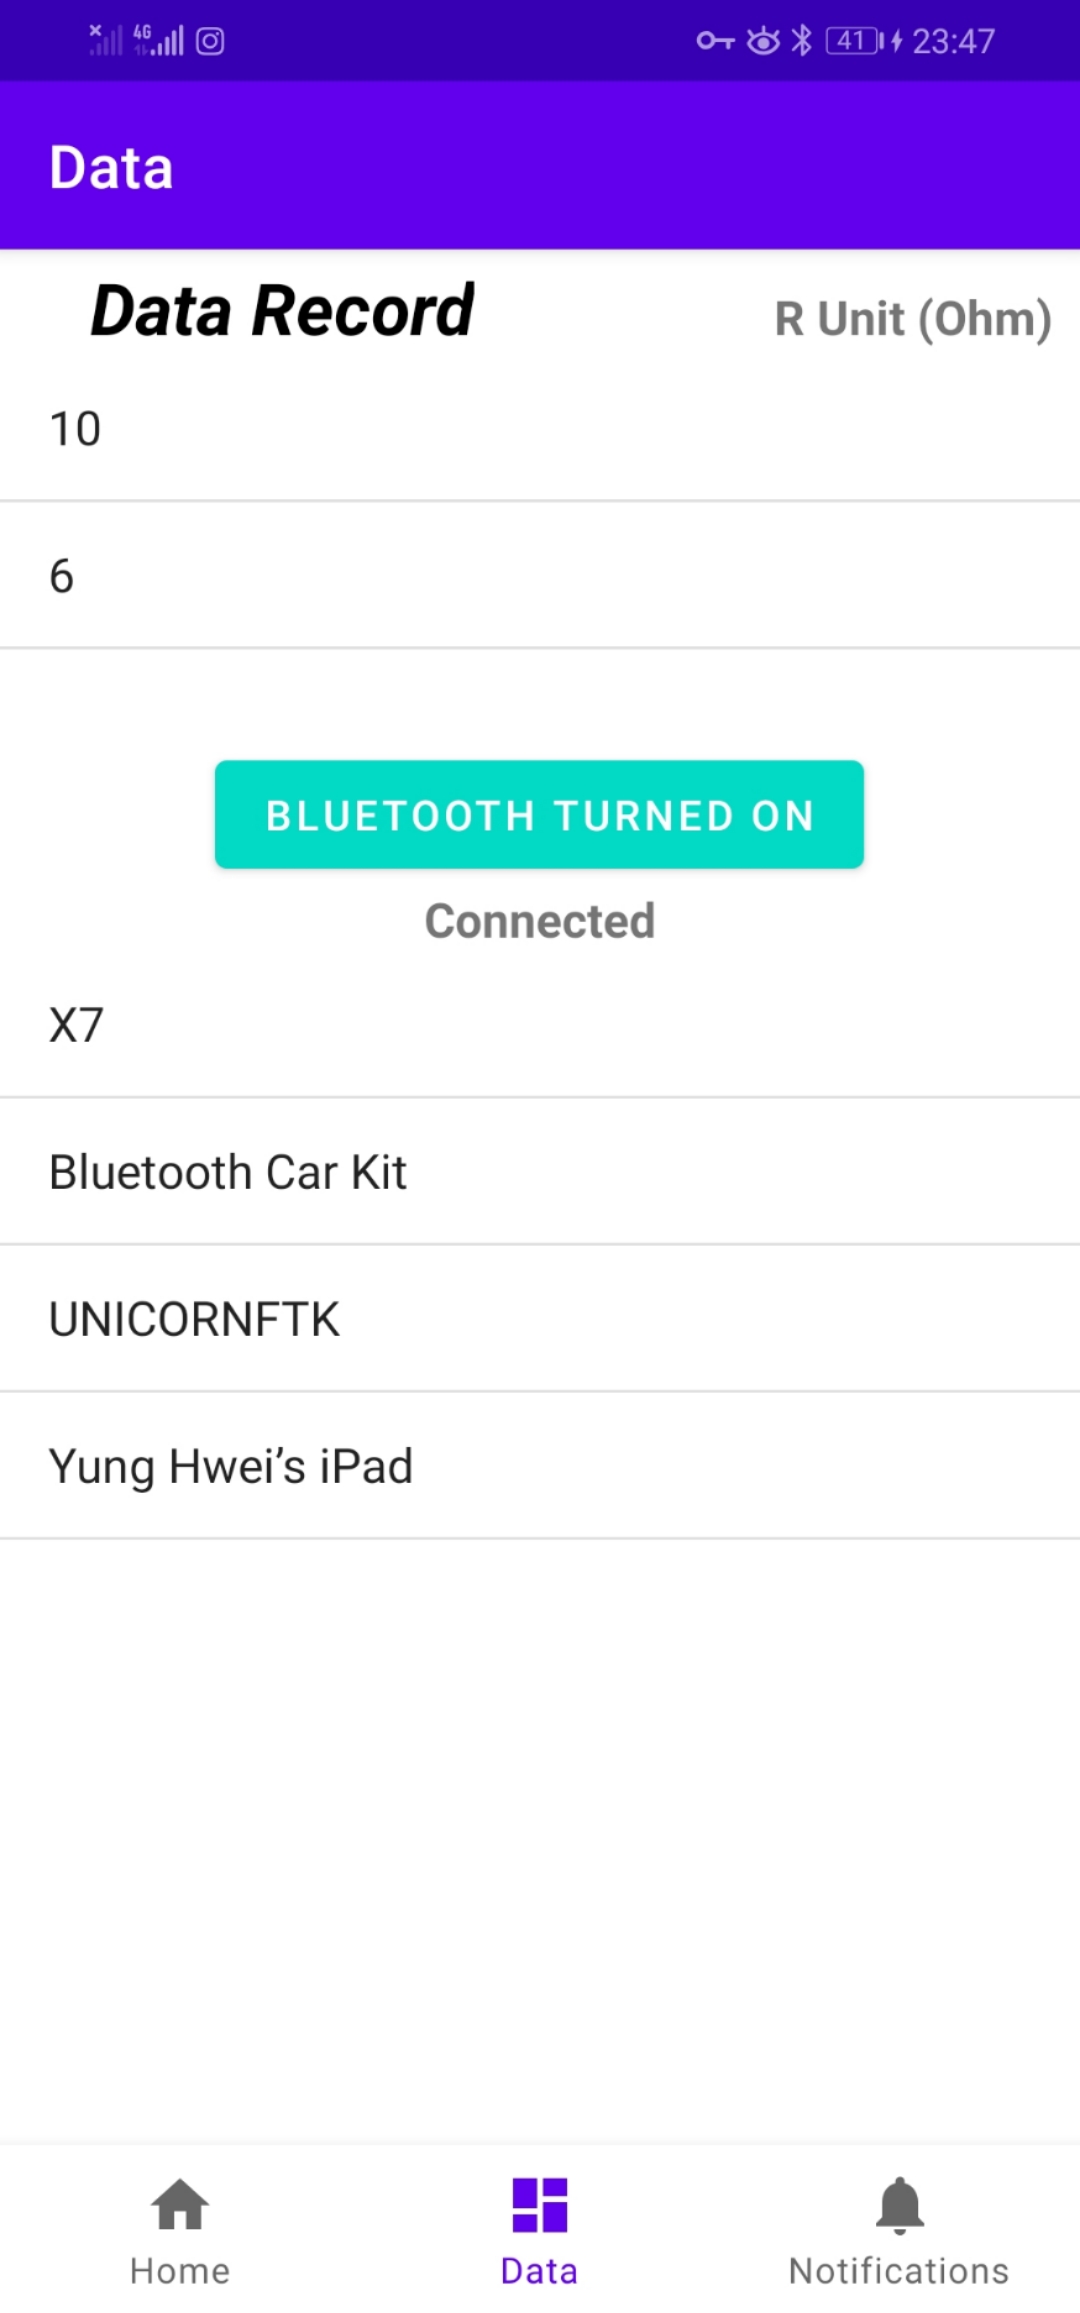 4G 41 23:47
Data
Data Record R Unit (Ohm)
10
6
BLUETOOTH TURNED ON
Connected
X7
Bluetooth Car Kit
UNICORNFTK
Yung Hwei’s iPad
Home Data Notifications